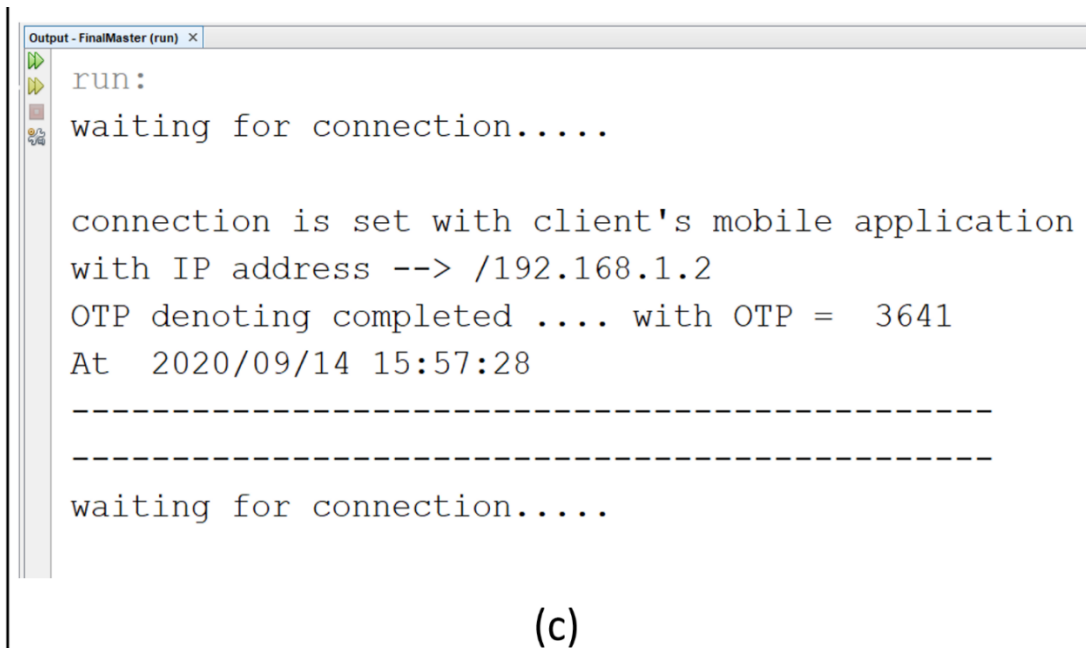 Output - FinalMaster (run) ×
run:
waiting for connection.....
connection is set with client's mobile application
with IP address --> /192.168.1.2
OTP denoting completed .... with OTP =  3641
At  2020/09/14 15:57:28
----------------------------------------------
----------------------------------------------
waiting for connection.....
(c)